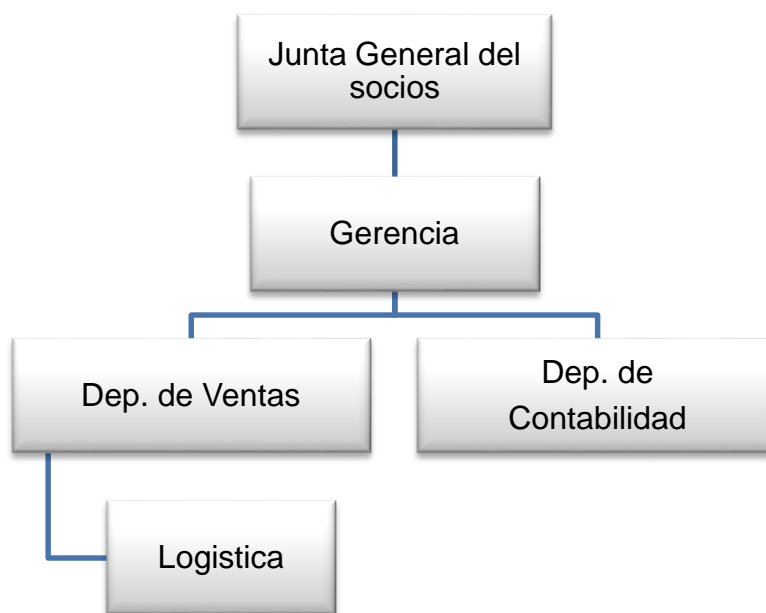 Junta General del
socios
Gerencia
Dep. de Ventas
Dep. de
Contabilidad
Logistica